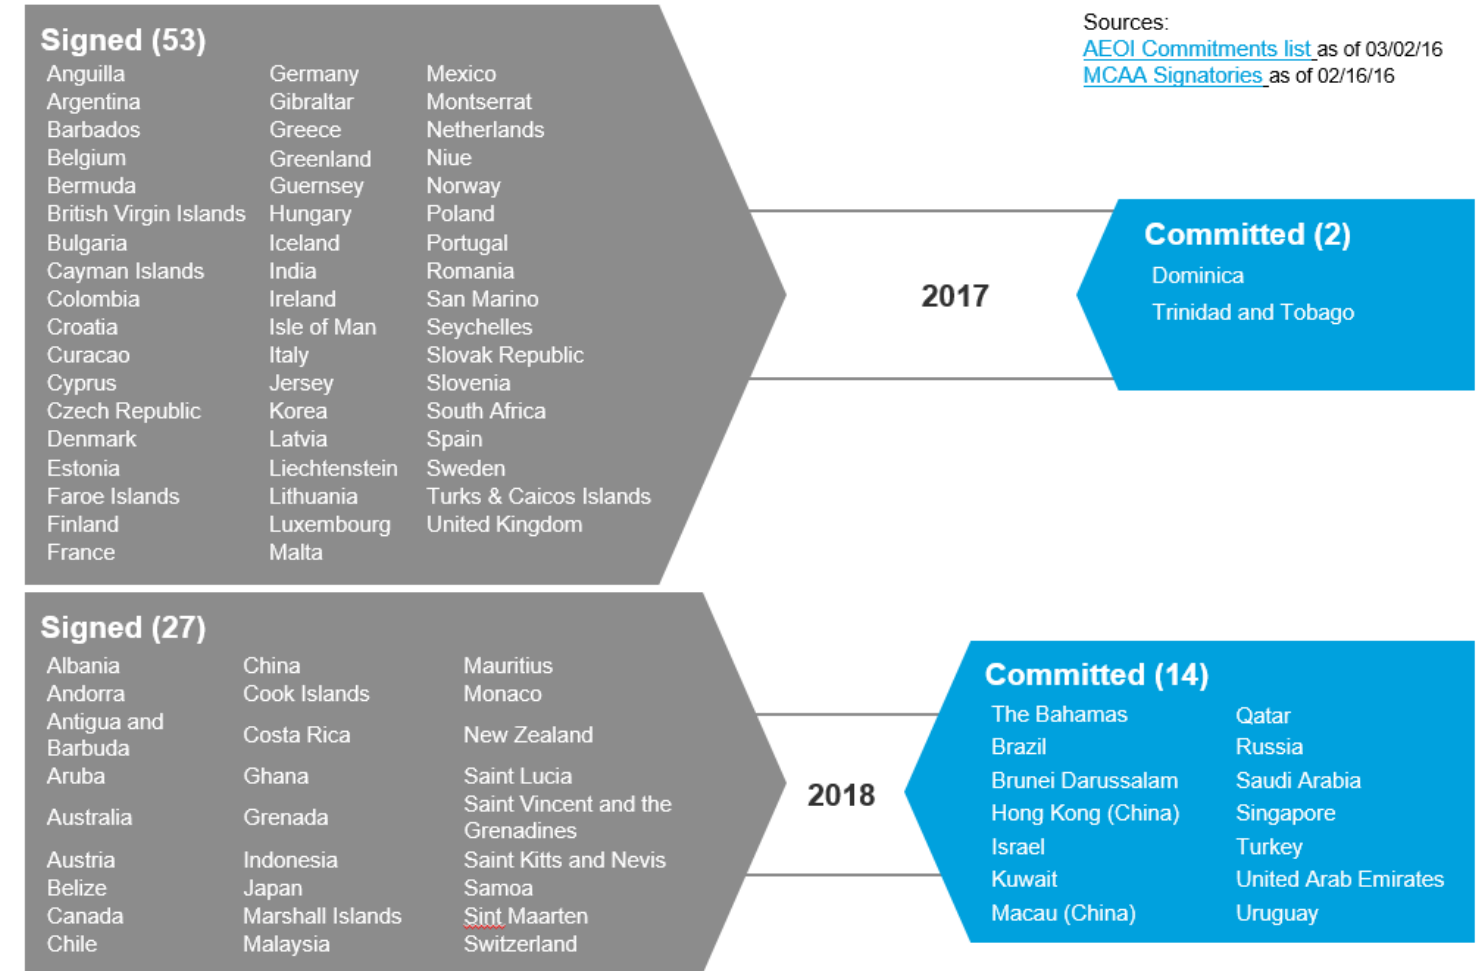 Signed (53)
Anguilla
Argentina
Barbados
Belgium
Bermuda
British Virgin Islands
Bulgaria
Cayman Islands
Colombia
Croatia
Curacao
Cyprus
Czech Republic
Denmark
Estonia
Faroe Islands
Finland
France
Germany
Gibraltar
Greece
Greenland
Guernsey
Hungary
Iceland
India
Ireland
Isle of Man
Italy
Jersey
Korea
Latvia
Liechtenstein
Lithuania
Luxembourg
Malta
Mexico
Montserrat
Netherlands
Niue
Norway
Poland
Portugal
Romania
San Marino
Seychelles
Slovak Republic
Slovenia
South Africa
Spain
Sweden
Turks & Caicos Islands
United Kingdom
Sources:
AEOI Commitments list as of 03/02/16
MCAA Signatories as of 02/16/16
2017
Committed (2)
Dominica
Trinidad and Tobago
Signed (27)
Albania
Andorra
Antigua and
Barbuda
Aruba
Australia
Austria
Belize
Canada
Chile
China
Cook Islands
Costa Rica
Ghana
Grenada
Indonesia
Japan
Marshall Islands
Malaysia
Mauritius
Monaco
New Zealand
Saint Lucia
Saint Vincent and the
Grenadines
Saint Kitts and Nevis
Samoa
Sint Maarten
Switzerland
2018
Committed (14)
The Bahamas
Brazil
Brunei Darussalam
Hong Kong (China)
Israel
Kuwait
Macau (China)
Qatar
Russia
Saudi Arabia
Singapore
Turkey
United Arab Emirates
Uruguay